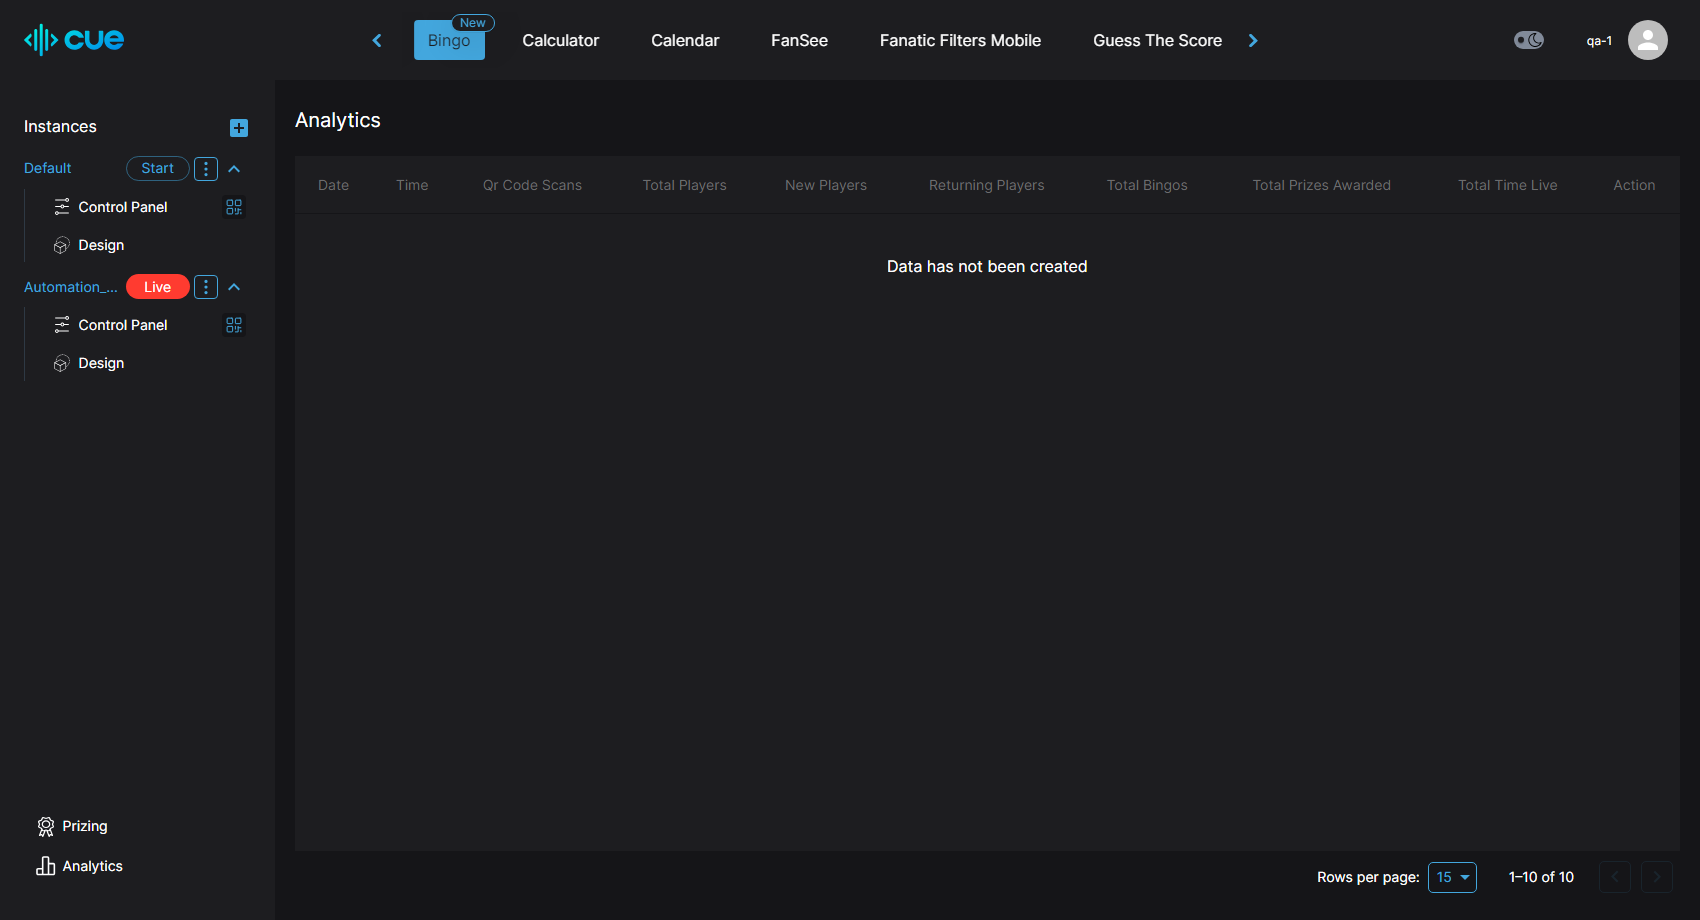 cue
New
Bingo
Calculator
Calendar
FanSee
Fanatic Filters Mobile
Guess The Score
qa-1
Instances
Default
Start
Control Panel
Design
Automation_...
Live
Control Panel
Design
Prizing
Analytics
Analytics
Date Time Qr Code Scans Total Players New Players Returning Players Total Bingos Total Prizes Awarded Total Time Live Action
Data has not been created
Rows per page: 15 1–10 of 10